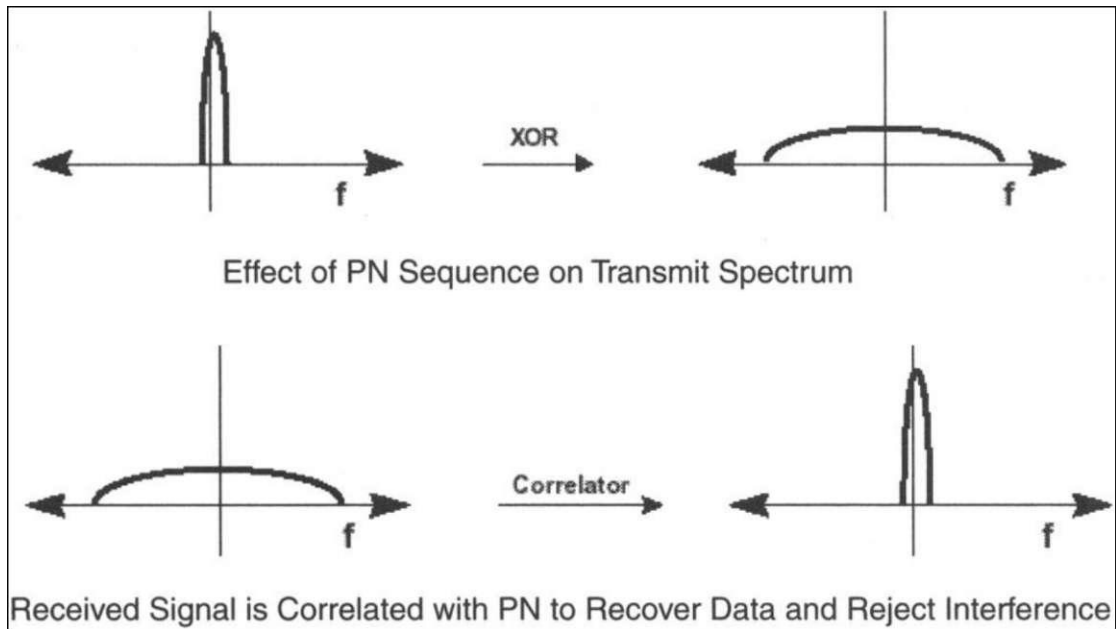 XOR
f
f
Effect of PN Sequence on Transmit Spectrum
Correlator
f
f
Received Signal is Correlated with PN to Recover Data and Reject Interference